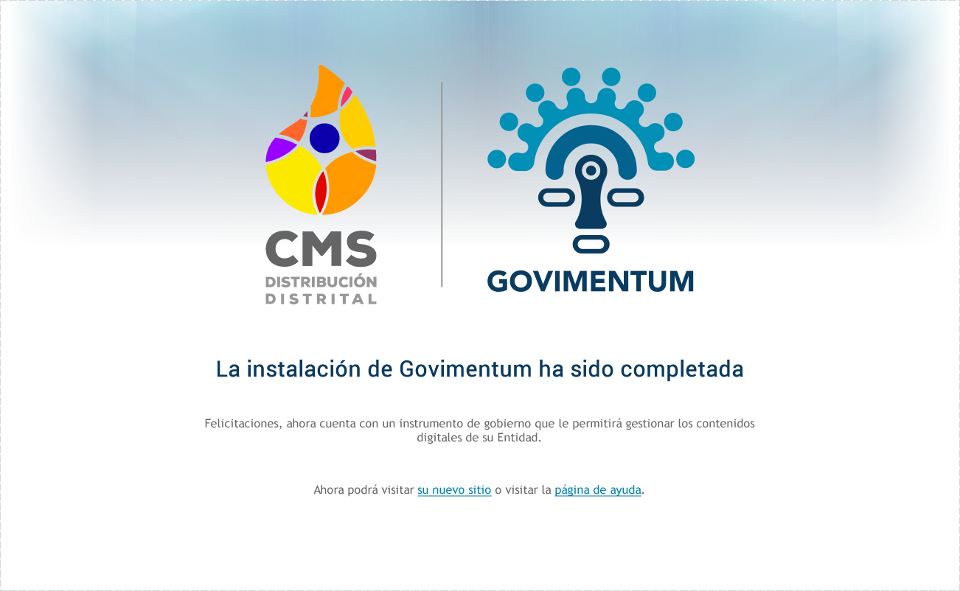 CMS
DISTRIBUCIÓN
DISTRITAL
GOVIMENTUM
La instalación de Govimentum ha sido completada
Felicitaciones, ahora cuenta con un instrumento de gobierno que le permitirá gestionar los contenidos
digitales de su Entidad.
Ahora podrá visitar su nuevo sitio o visitar la página de ayuda.